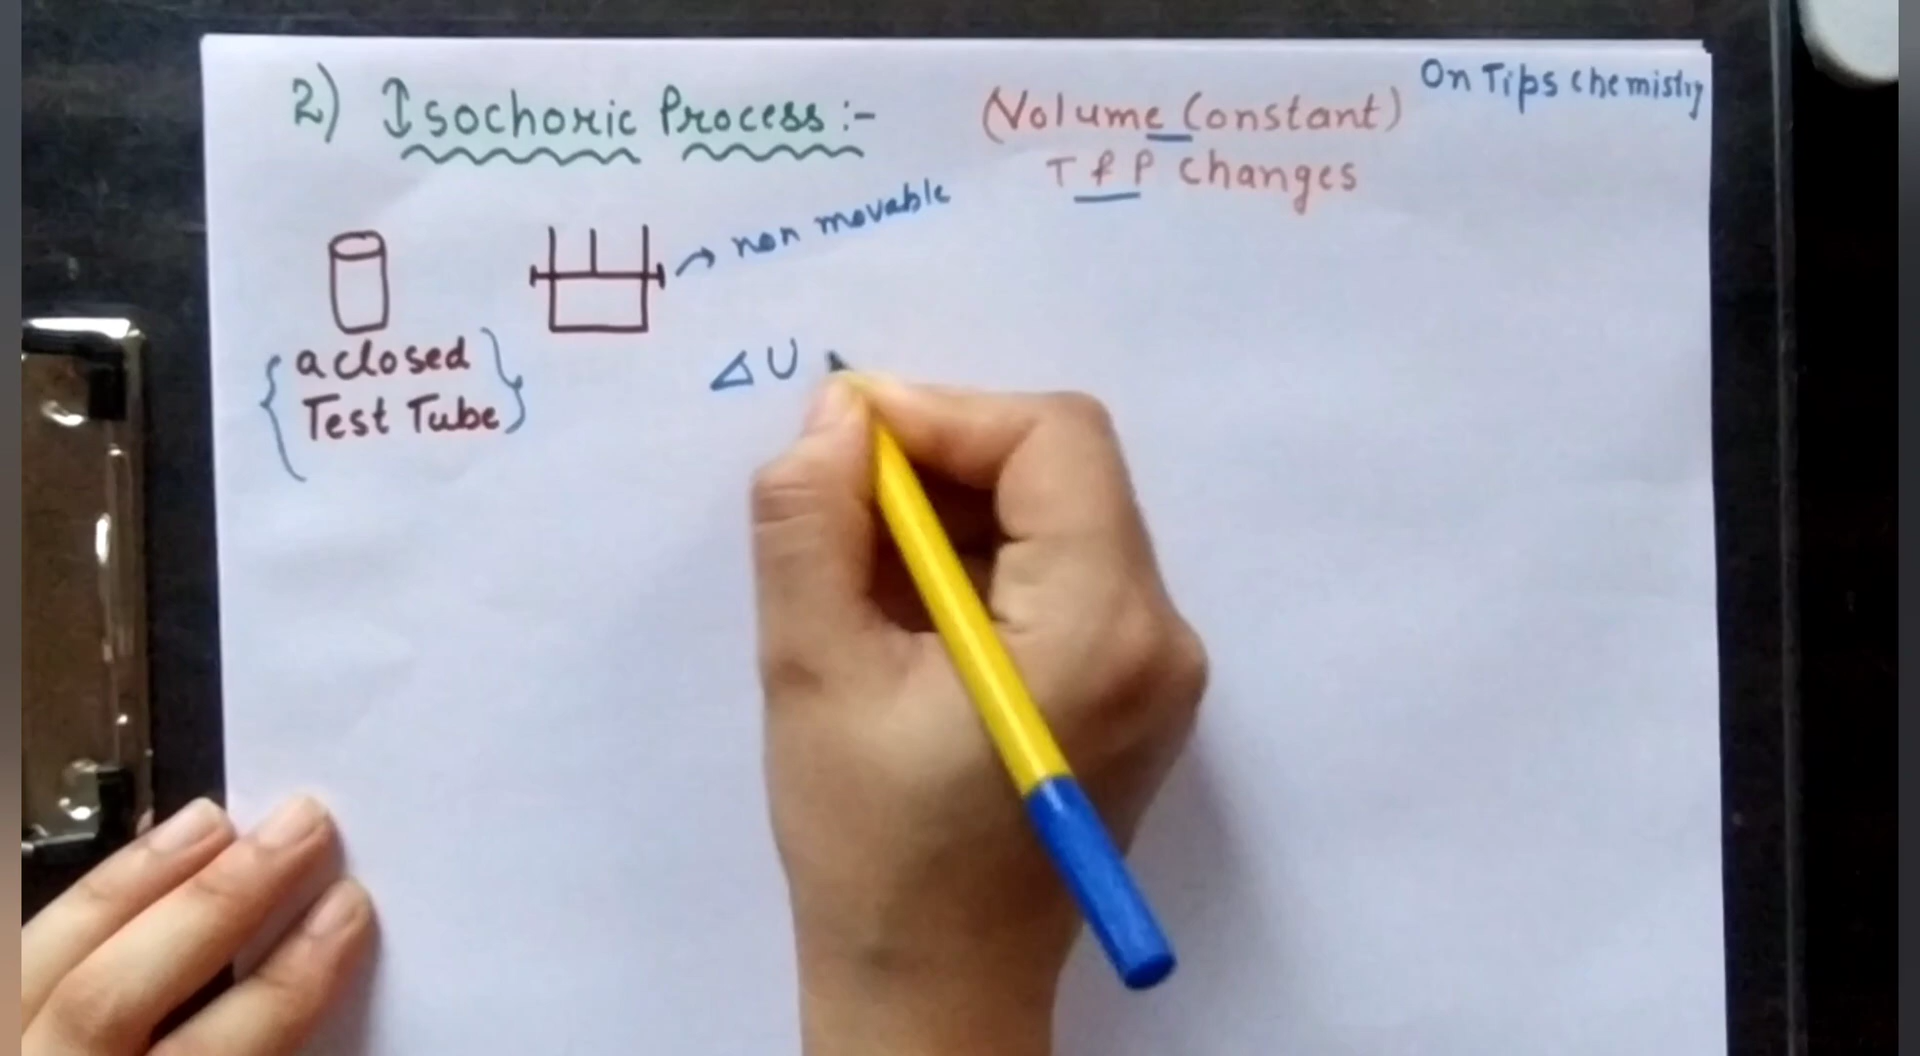 2) Isochoric Process :-
(Volume Constant)
On Tips chemistry
T & P changes
→ non movable
{ a closed }
Test Tube
ΔU